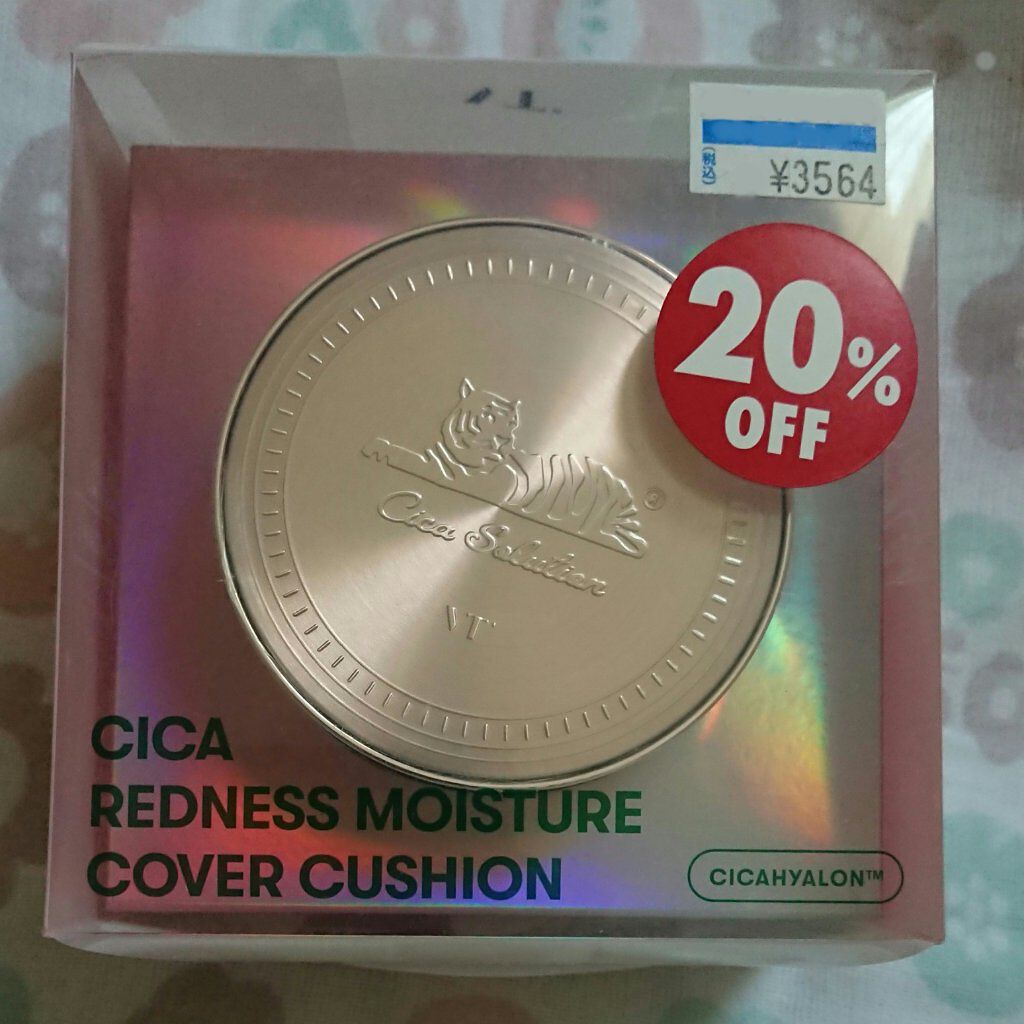 (税込)
¥3564
20%
OFF
®
Cica Solution
VT
CICA
REDNESS MOISTURE
COVER CUSHION
CICAHYALON™